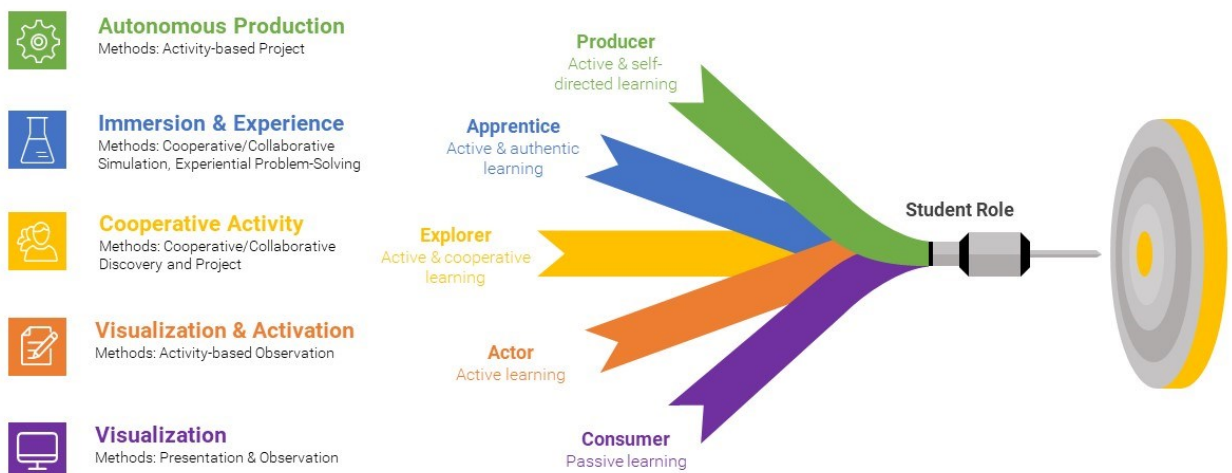 Autonomous Production
Methods: Activity-based Project
Immersion & Experience
Methods: Cooperative/Collaborative
Simulation, Experiential Problem-Solving
Cooperative Activity
Methods: Cooperative/Collaborative
Discovery and Project
Visualization & Activation
Methods: Activity-based Observation
Visualization
Methods: Presentation & Observation
Producer
Active & self-
directed learning
Apprentice
Active & authentic
learning
Explorer
Active & cooperative
learning
Actor
Active learning
Consumer
Passive learning
Student Role